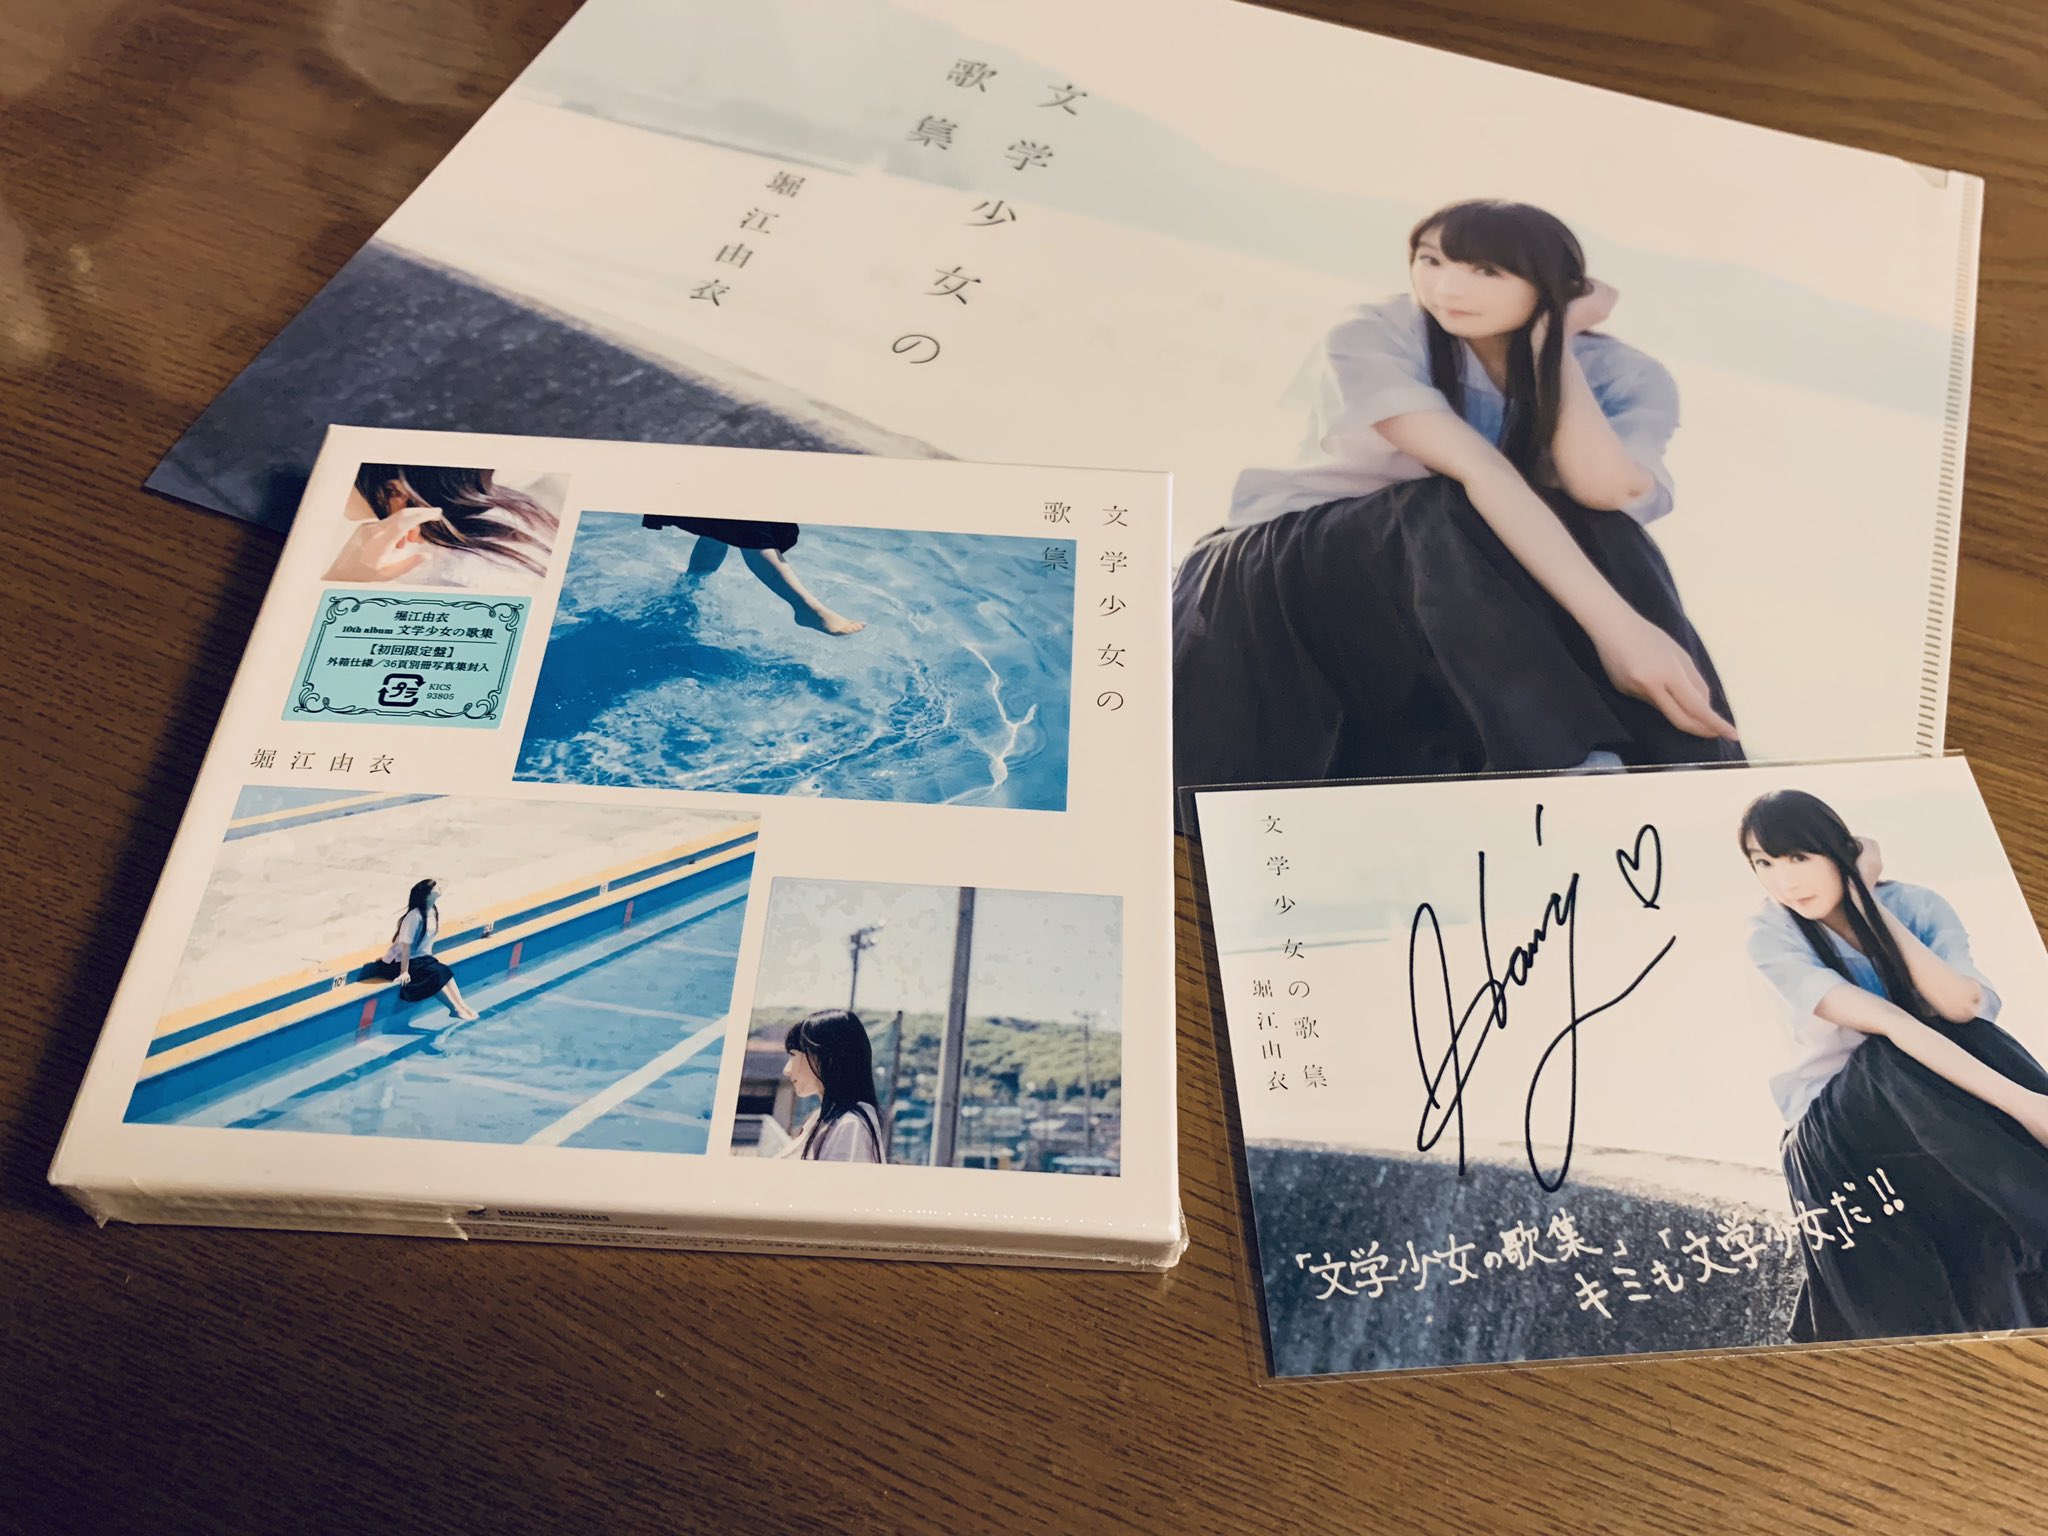 文学少女の
歌集
堀江由衣
文学少女の
歌集
堀江由衣
10th album 文学少女の歌集
【初回限定盤】
外箱仕様／36頁別冊写真集封入
プラ
KICS
93805
堀江由衣
KING RECORDS
文学少女の歌集
堀江由衣
「文学少女の歌集」「文学少女」だ!!
キミも